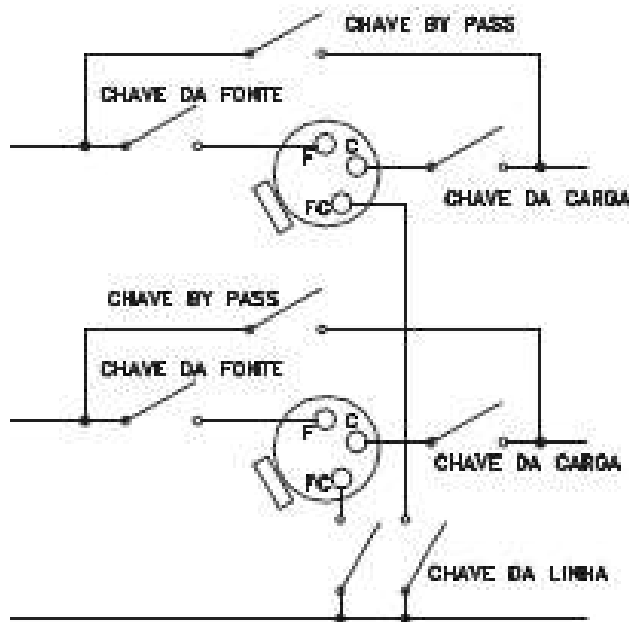 CHAVE BY PASS
CHAVE DA FONTE
F C
FC
CHAVE DA CARGA
CHAVE BY PASS
CHAVE DA FONTE
F C
FC
CHAVE DA CARGA
CHAVE DA LINHA